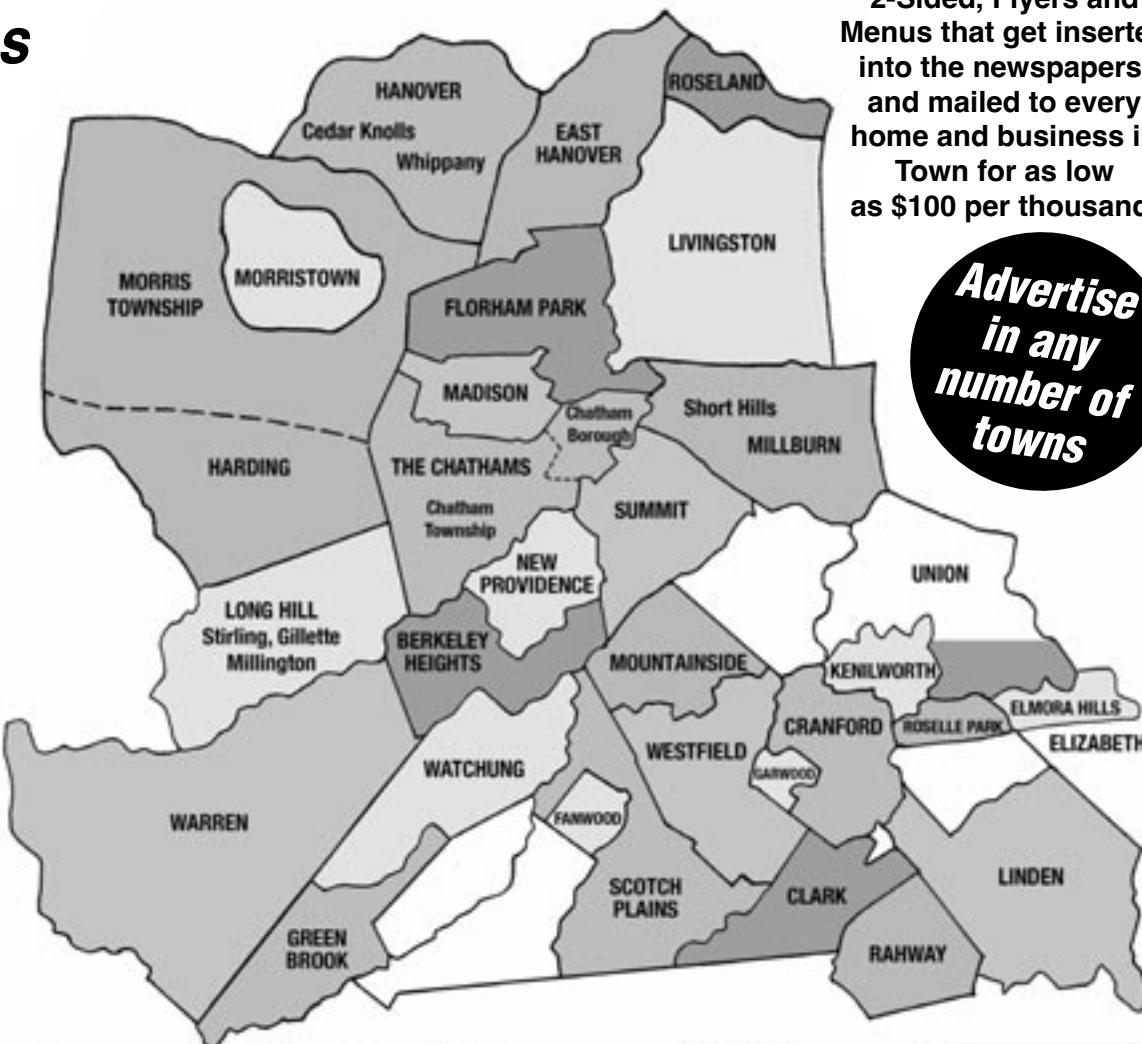 s
2-Sided, Flyers and
Menus that get inserte
into the newspapers
and mailed to every
home and business i
Town for as low
as $100 per thousand
Advertise
in any
number of
towns
HANOVER
Cedar Knolls
Whippany
EAST
HANOVER
ROSELAND
LIVINGSTON
MORRIS
TOWNSHIP
MORRISTOWN
FLORHAM PARK
MADISON
Chatham
Borough
Short Hills
MILLBURN
HARDING
THE CHATHAMS
Chatham
Township
SUMMIT
NEW
PROVIDENCE
UNION
LONG HILL
Stirling, Gillette
Millington
BERKELEY
HEIGHTS
MOUNTAINSIDE
KENILWORTH
ELMORA HILLS
ROSELLE PARK
CRANFORD
ELIZABETH
WESTFIELD
GARWOOD
WATCHUNG
WARREN
FANWOOD
SCOTCH
PLAINS
CLARK
LINDEN
GREEN
BROOK
RAHWAY